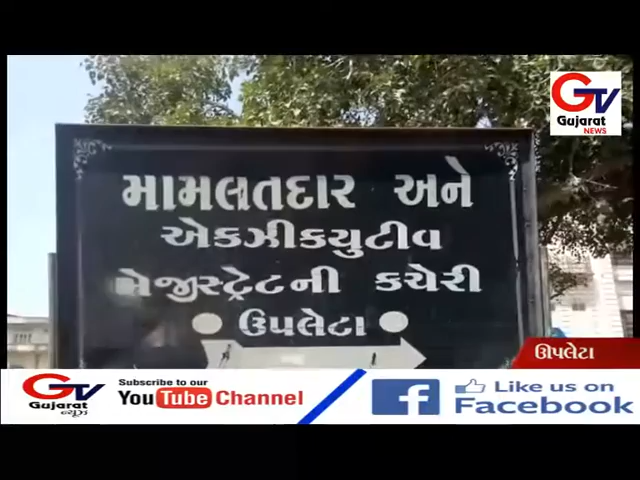 GTV
Gujarat
NEWS
મામલતદાર અને
એકઝીકયુટીવ
મેજીસ્ટ્રેટની કચેરી
ઉપલેટા
ઊપલેટા
GTV
Gujarat
ન્યૂઝ
Subscribe to our
YouTube Channel
f
Like us on
FACEBOOK